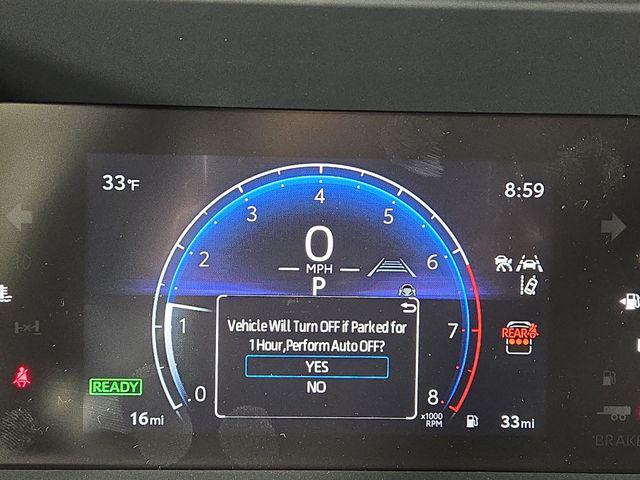 33°F
8:59
4
3
5
0
2
6
MPH
P
Vehicle Will Turn OFF if Parked for
1 Hour,Perform Auto OFF?
1
7
REAR
YES
READY
NO
.0
8
x1000
RPM
16mi
33mi
BRAKE